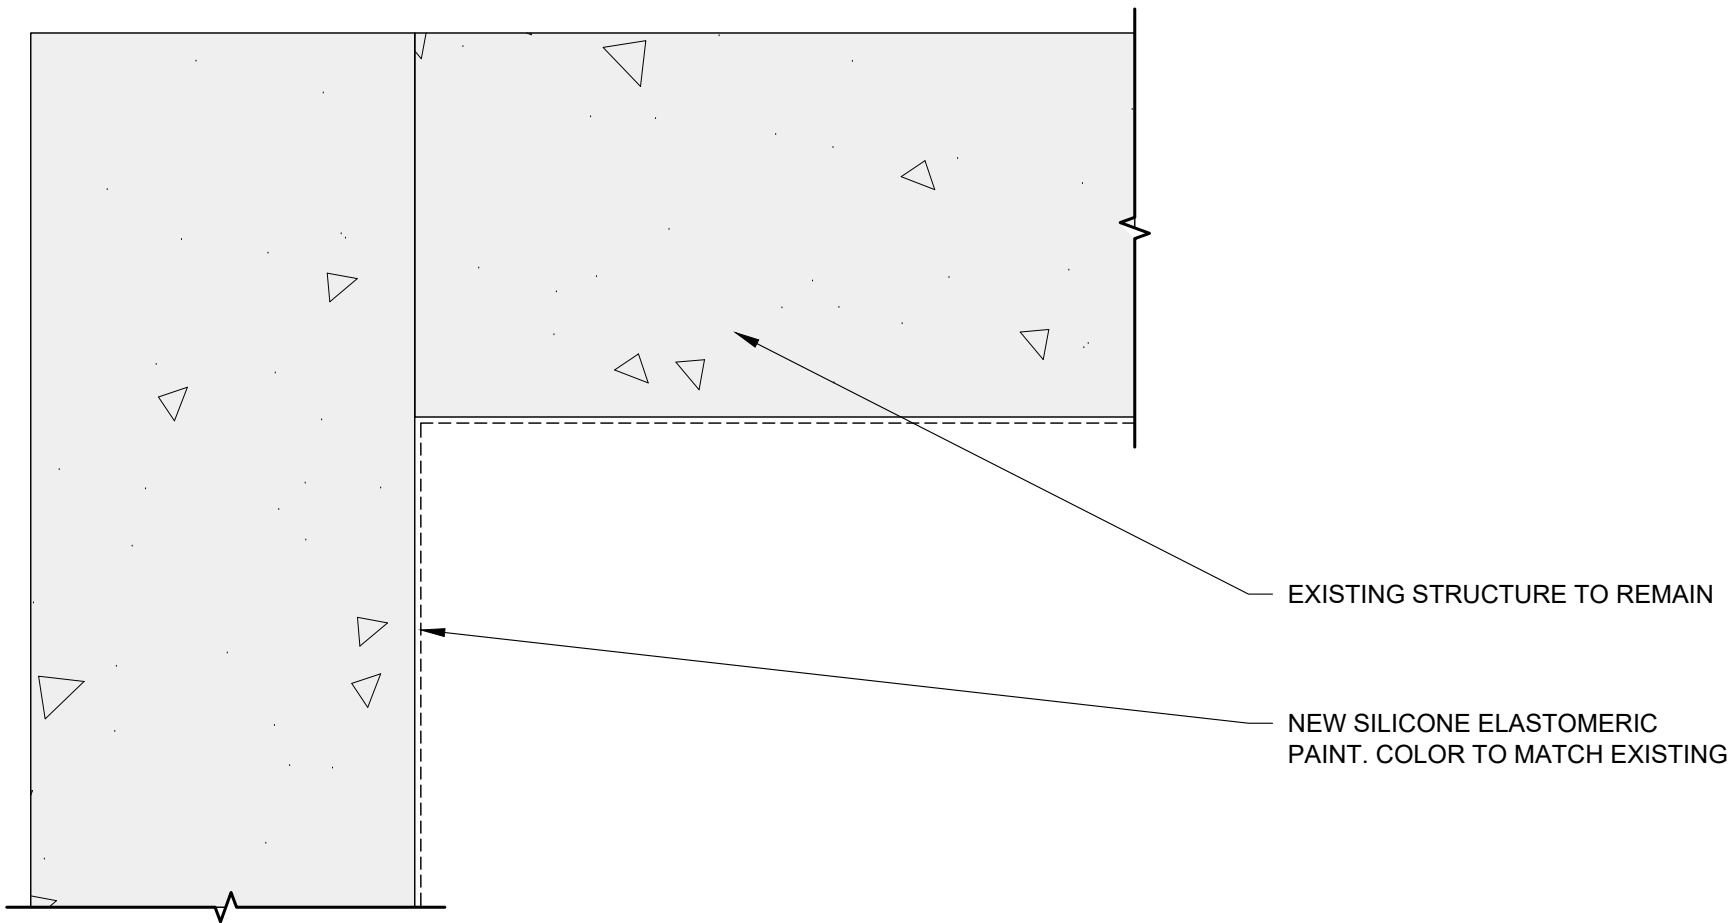 EXISTING STRUCTURE TO REMAIN
NEW SILICONE ELASTOMERIC
PAINT. COLOR TO MATCH EXISTING